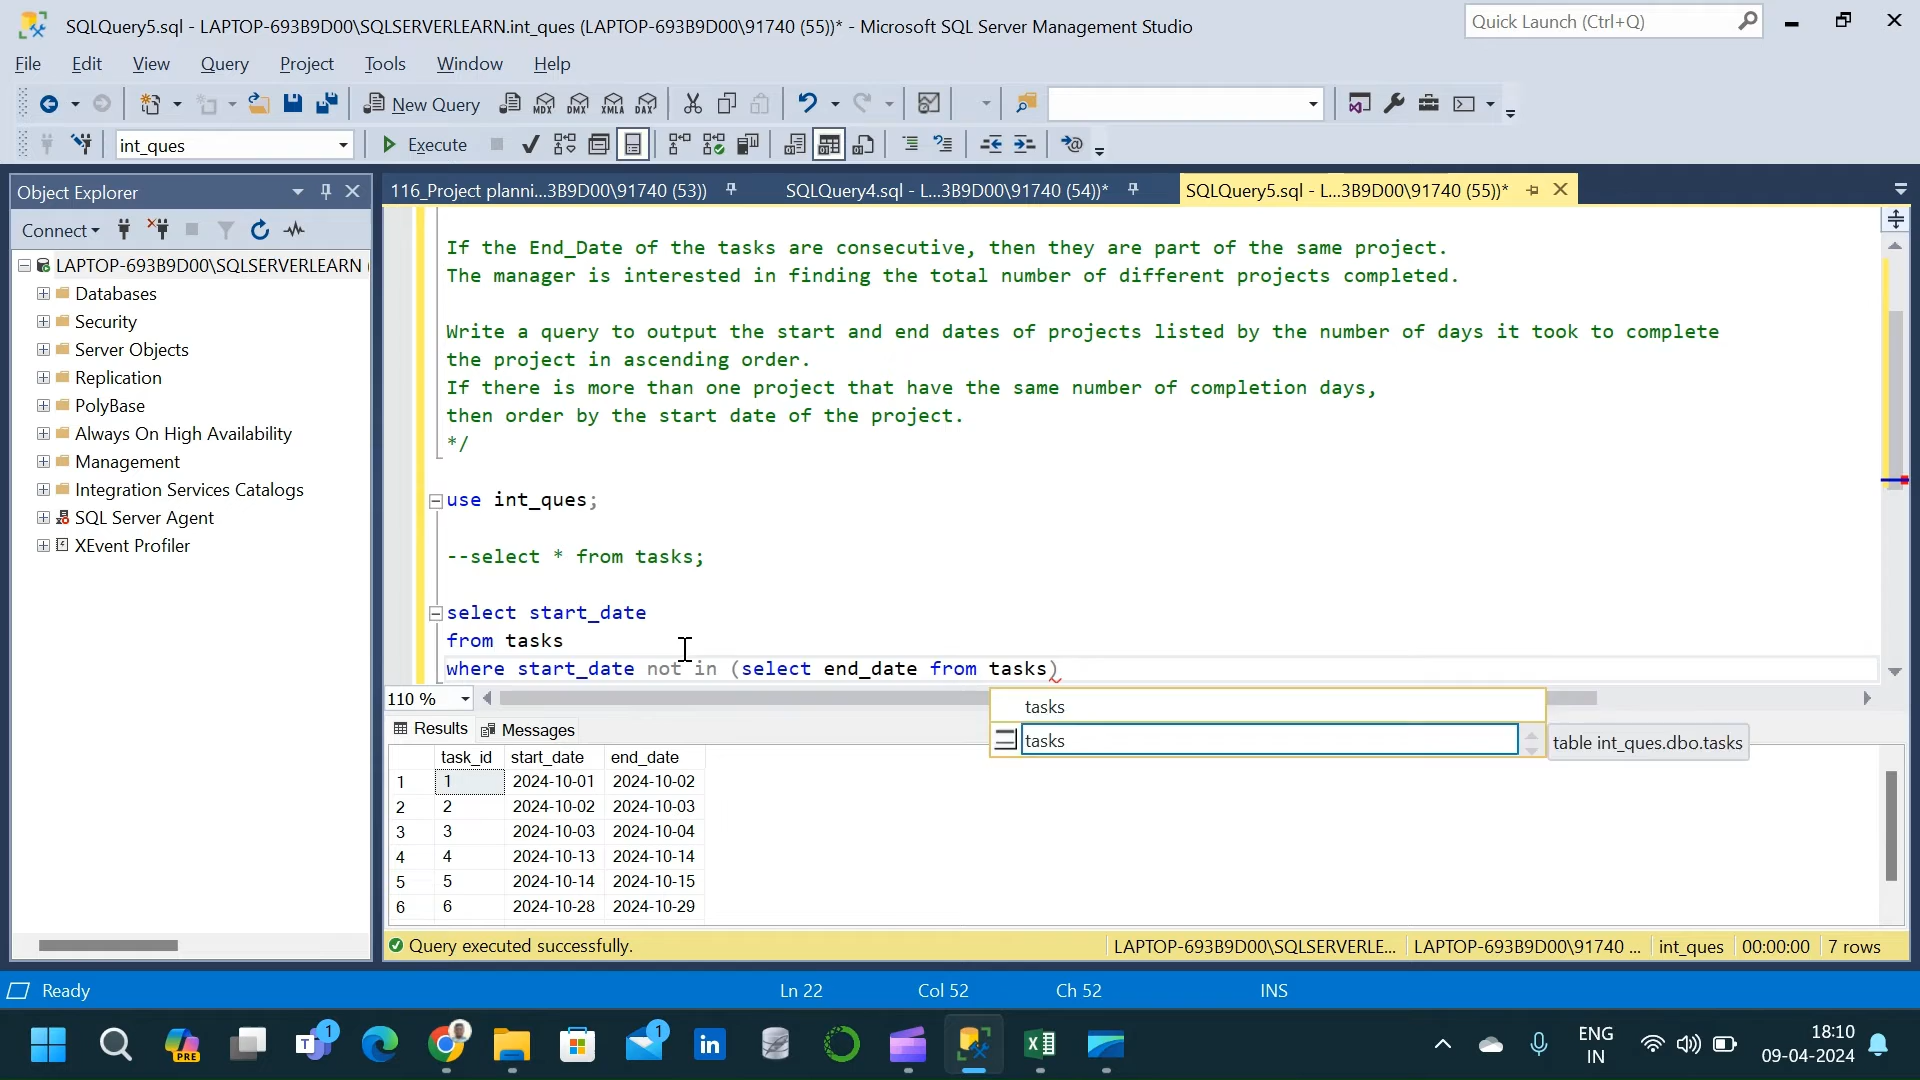 SQLQuery5.sql - LAPTOP-693B9D00\SQLSERVERLEARN.int_ques (LAPTOP-693B9D00\91740 (55))* - Microsoft SQL Server Management Studio
Quick Launch (Ctrl+Q)
File Edit View Query Project Tools Window Help
New Query MDX DMX XMLA DAX
int_ques Execute
Object Explorer
116_Project planni...3B9D00\91740 (53)) SQLQuery4.sql - L...3B9D00\91740 (54))* SQLQuery5.sql - L...3B9D00\91740 (55))*
Connect
LAPTOP-693B9D00\SQLSERVERLEARN (
Databases
Security
Server Objects
Replication
PolyBase
Always On High Availability
Management
Integration Services Catalogs
SQL Server Agent
XEvent Profiler
If the End_Date of the tasks are consecutive, then they are part of the same project.
The manager is interested in finding the total number of different projects completed.
Write a query to output the start and end dates of projects listed by the number of days it took to complete
the project in ascending order.
If there is more than one project that have the same number of completion days,
then order by the start date of the project.
*/
use int_ques;
--select * from tasks;
select start_date
from tasks
where start_date not in (select end_date from tasks)
110 %
tasks
tasks
table int_ques.dbo.tasks
Results Messages
task_id start_date end_date
1 1 2024-10-01 2024-10-02
2 2 2024-10-02 2024-10-03
3 3 2024-10-03 2024-10-04
4 4 2024-10-13 2024-10-14
5 5 2024-10-14 2024-10-15
6 6 2024-10-28 2024-10-29
Query executed successfully. LAPTOP-693B9D00\SQLSERVERLE... LAPTOP-693B9D00\91740 ... int_ques 00:00:00 7 rows
Ready Ln 22 Col 52 Ch 52 INS
PRE
1
1
ENG
IN
18:10
09-04-2024